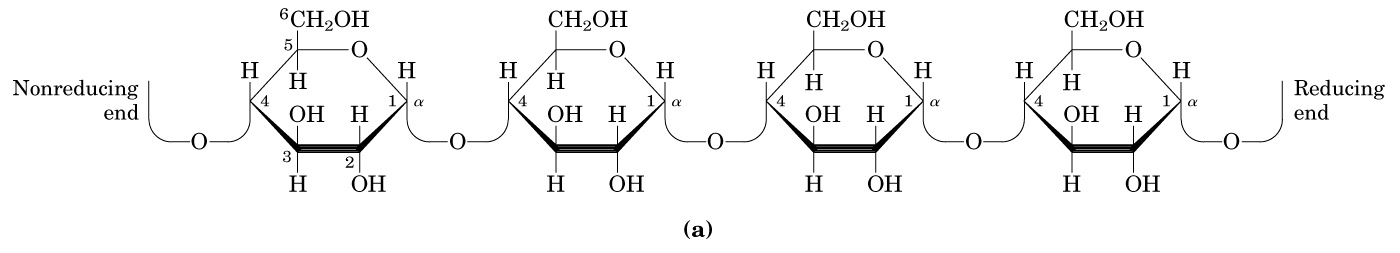 6CH2OH CH2OH CH2OH CH2OH
5 O O O O
H H H H H H H H
H H H H
Nonreducing
end
4 1 α 4 1 α 4 1 α 4 1 α
Reducing
end
OH H OH H OH H OH H
O O O O O
3 2
H OH H OH H OH H OH
(a)